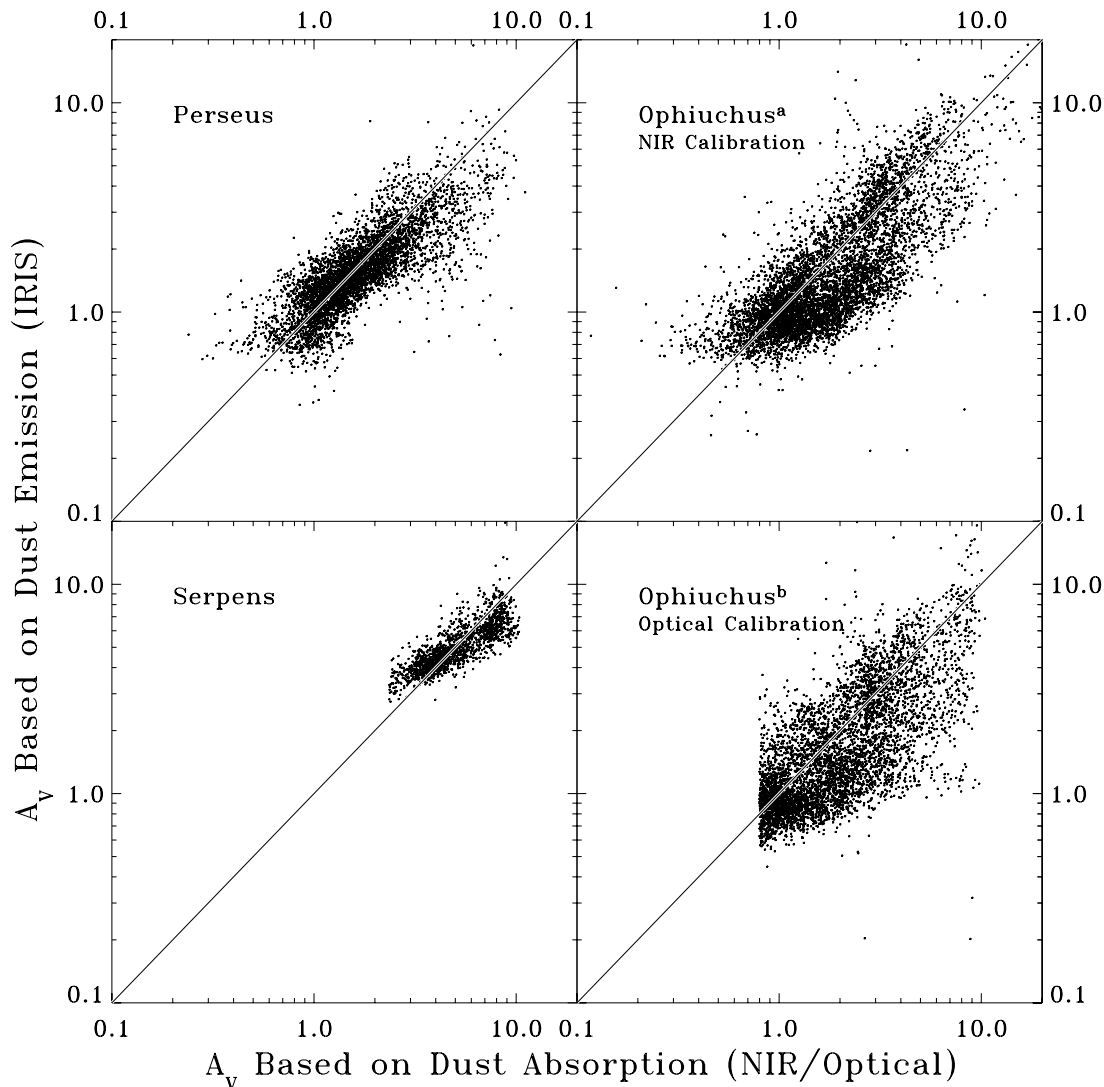 0.1 1.0 10.0 0.1 1.0 10.0
10.0 Perseus Ophiuchusᵃ 10.0
NIR Calibration
1.0 1.0
0.1 0.1
10.0 Serpens Ophiuchusᵇ 10.0
Optical Calibration
1.0 1.0
0.1 0.1
0.1 1.0 10.0 0.1 1.0 10.0
Aᵥ Based on Dust Absorption (NIR/Optical)
Aᵥ Based on Dust Emission (IRIS)